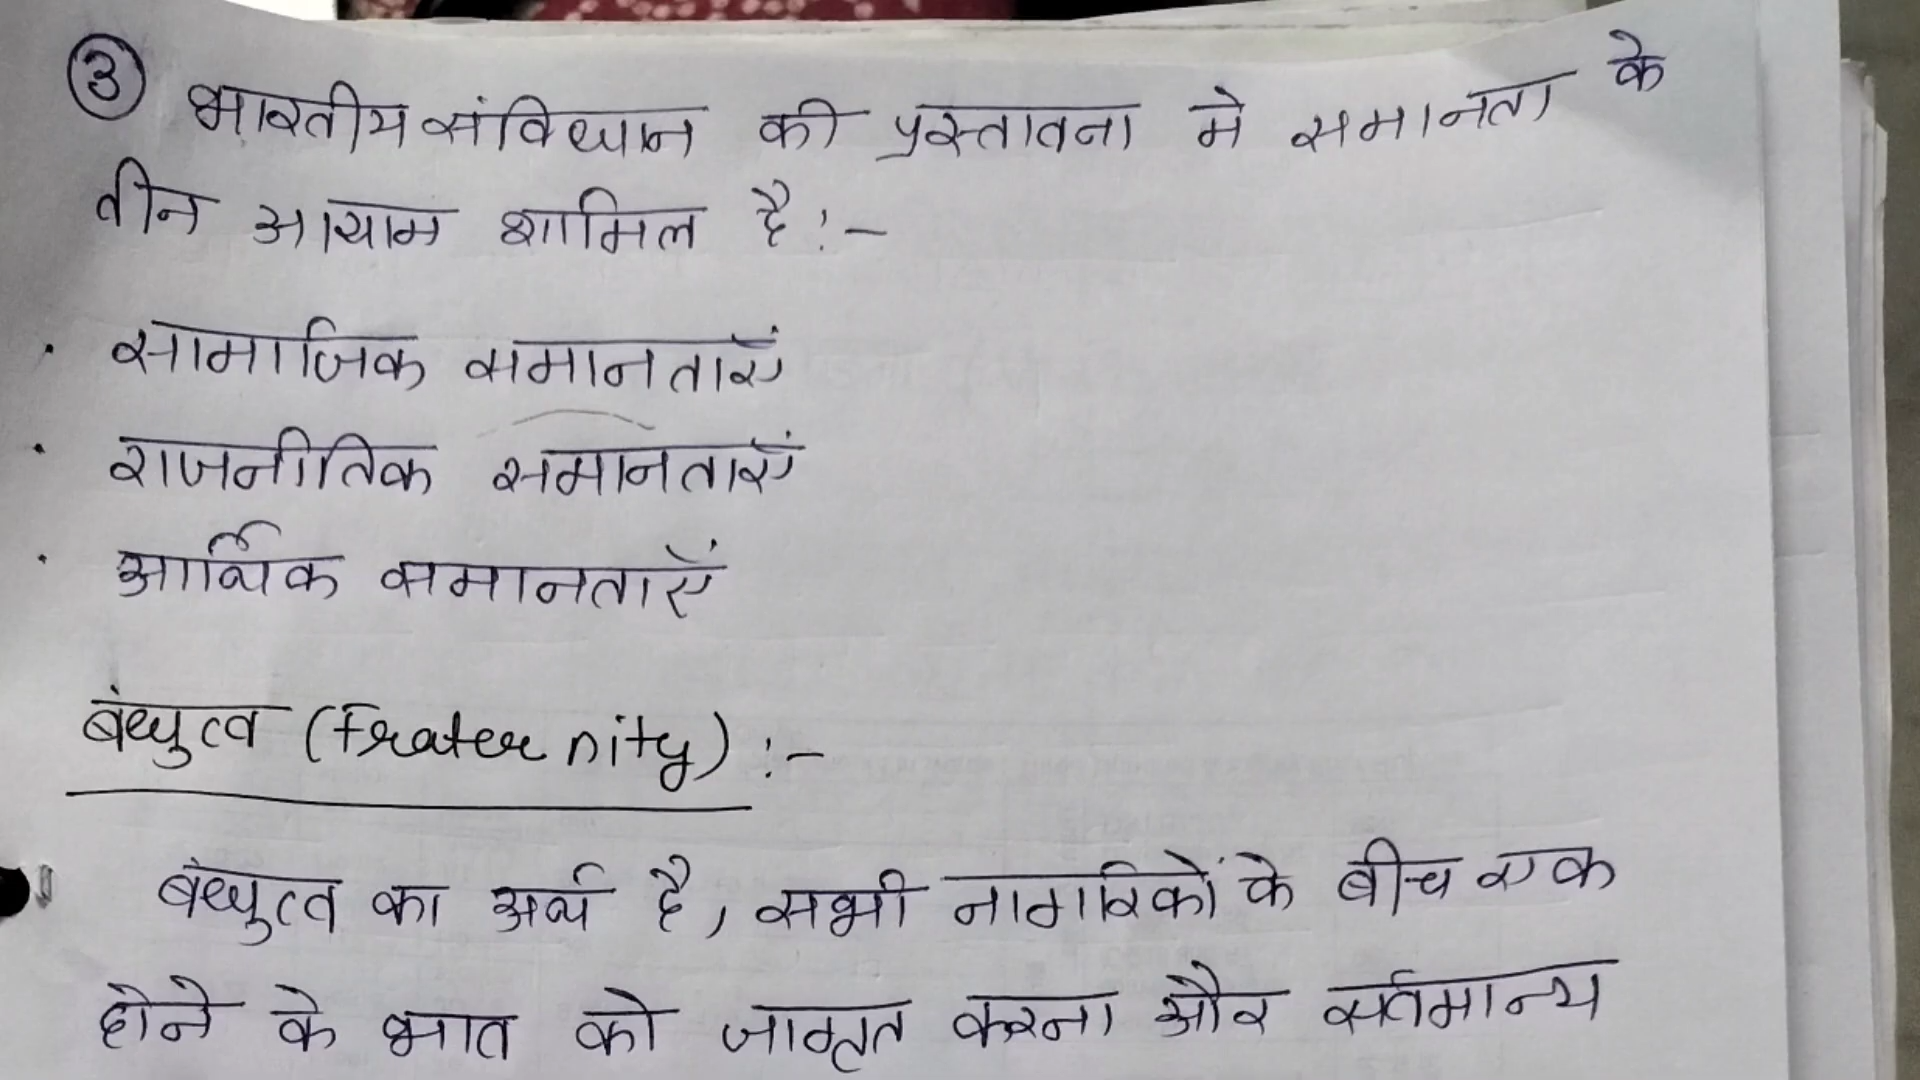 ③ भारतीय संविधान की प्रस्तावना मे समानता के
तीन आयाम शामिल है :-
· सामाजिक समानताएं
· राजनीतिक समानताएं
· आर्थिक समानताएं
बंधुत्व (Fraternity) :-
बंधुत्व का अर्थ है, सभी नागरिकों के बीच एक
होने के भाव को जागृत करना और सर्वमान्य